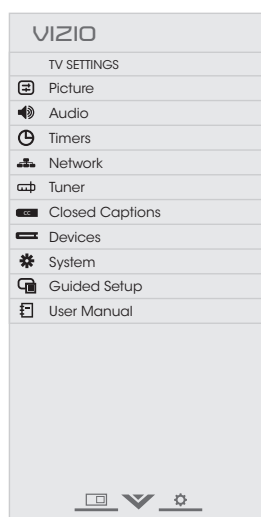 VIZIO
TV SETTINGS
Picture
Audio
Timers
Network
Tuner
CC
Closed Captions
Devices
System
Guided Setup
User Manual